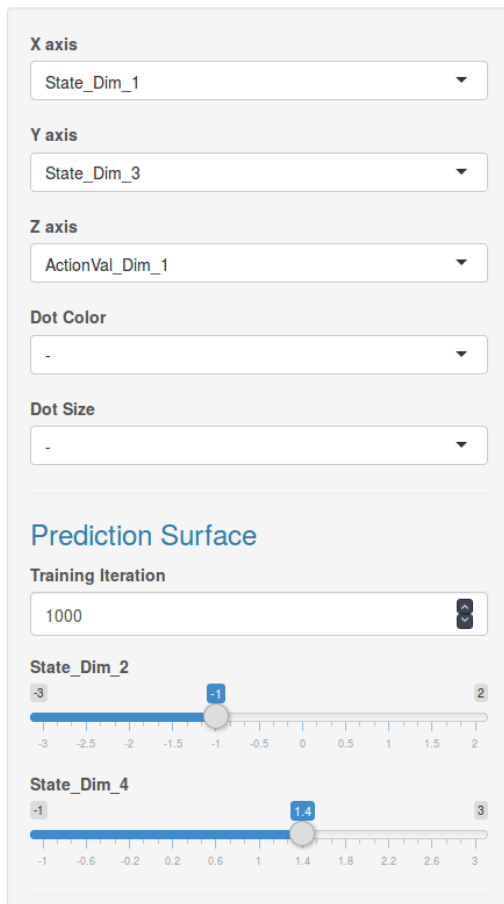 X axis
State_Dim_1
Y axis
State_Dim_3
Z axis
ActionVal_Dim_1
Dot Color
-
Dot Size
-
Prediction Surface
Training Iteration
1000
State_Dim_2
-3 -1 2
-3 -2.5 -2 -1.5 -1 -0.5 0 0.5 1 1.5 2
State_Dim_4
-1 1.4 3
-1 -0.6 -0.2 0.2 0.6 1 1.4 1.8 2.2 2.6 3